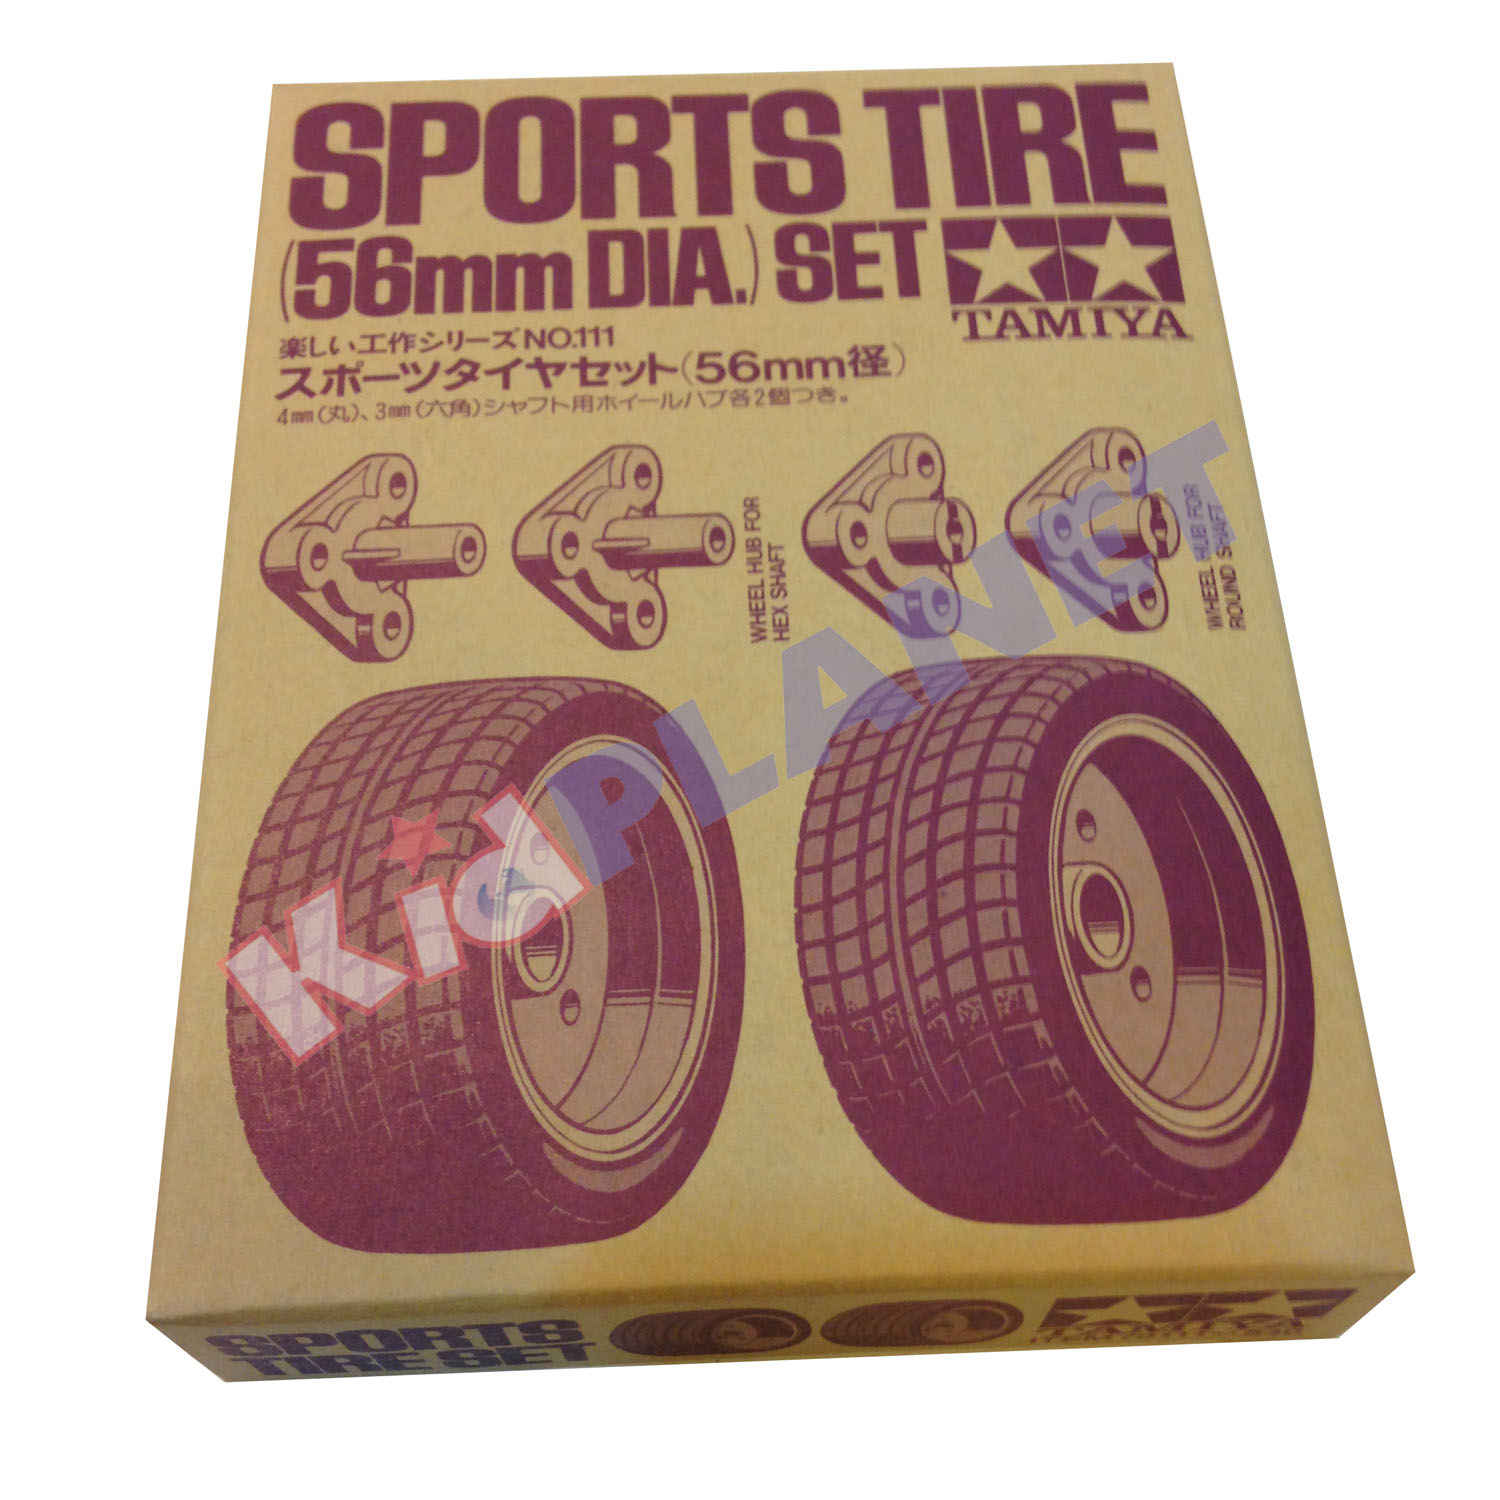 SPORTS TIRE
(56mm DIA.) SET
TAMIYA
楽しい工作シリーズNO.111
スポーツタイヤセット(56mm径)
4mm(丸)、3mm(六角)シャフト用ホイールハブ各2個つき。
WHEEL HUB FOR
HEX SHAFT
WHEEL HUB FOR
ROUND SHAFT
Kid PLANET
SPORTS
TIRE SET
TAMIYA